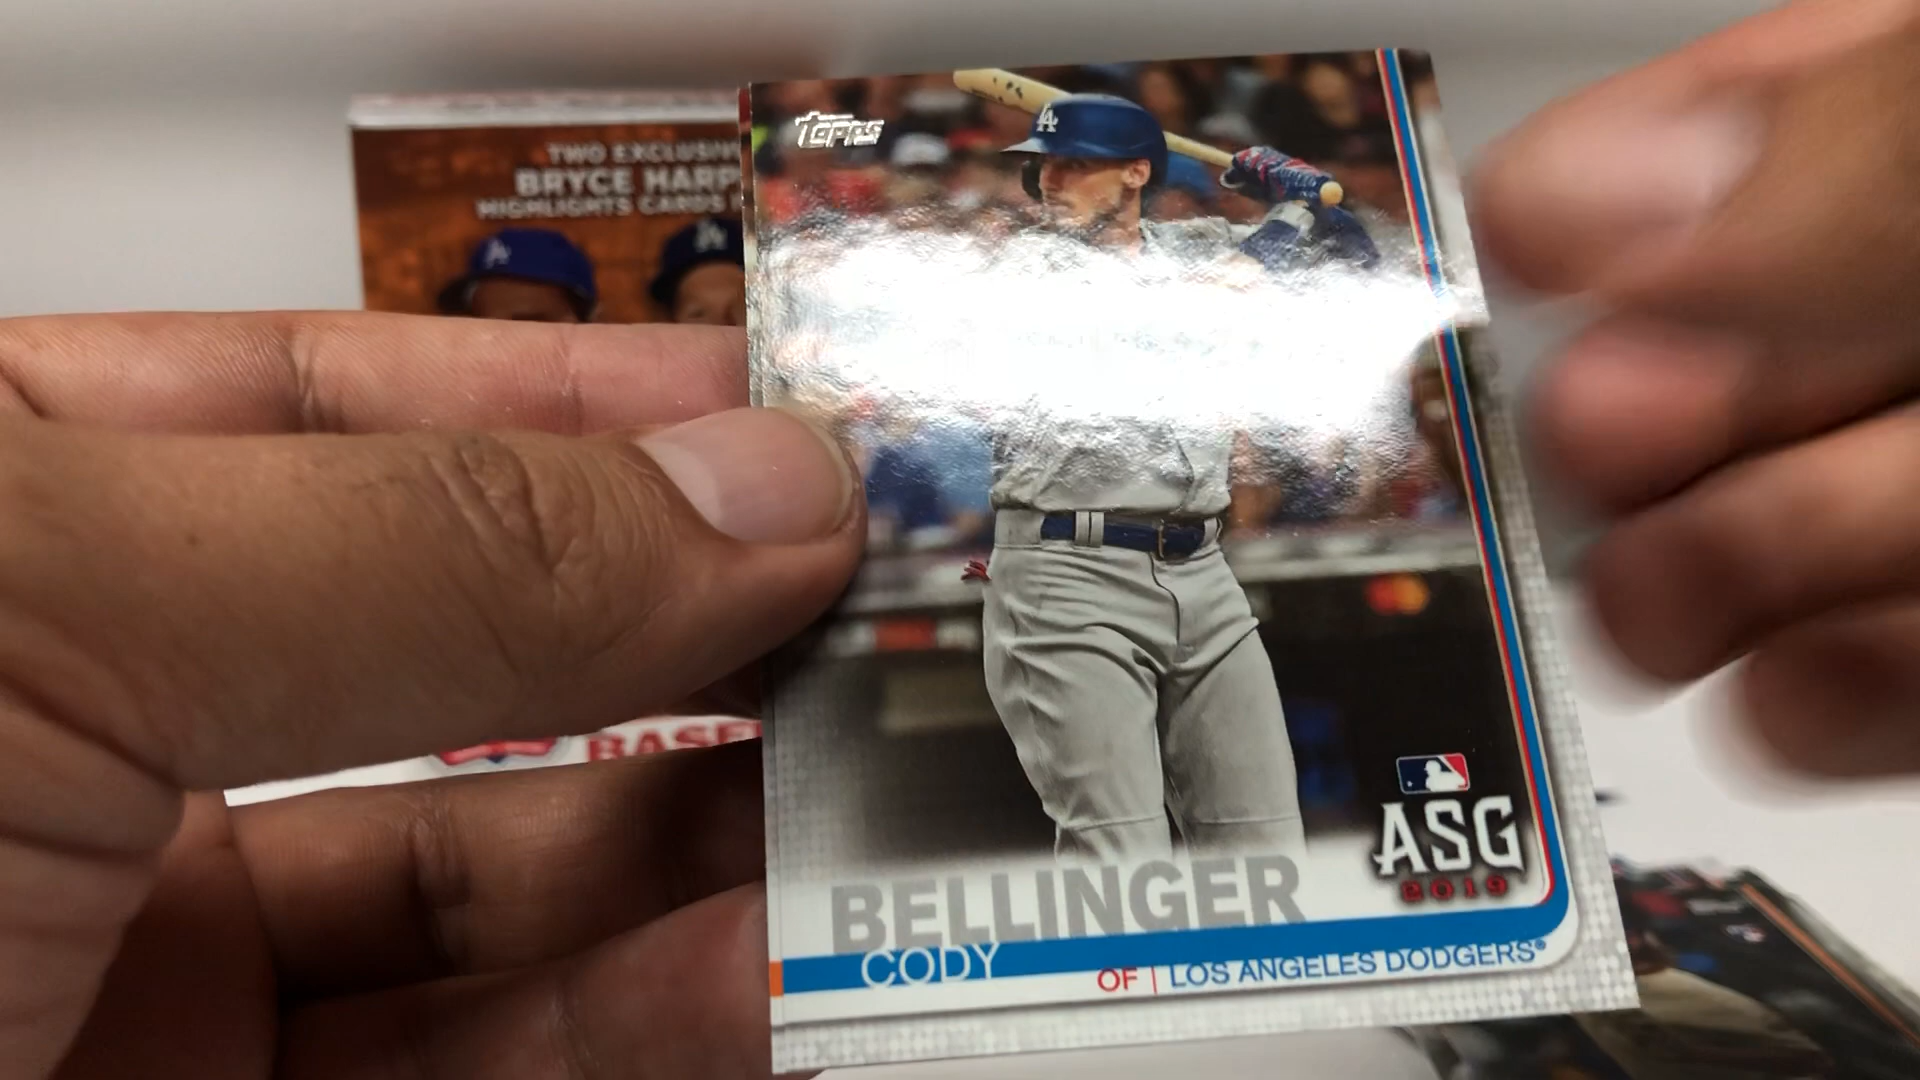 TWO EXCLUSIV
BRYCE HARP
HIGHLIGHTS CARDS
Topps
BASE
ASG
2019
BELLINGER
CODY
OF | LOS ANGELES DODGERS®